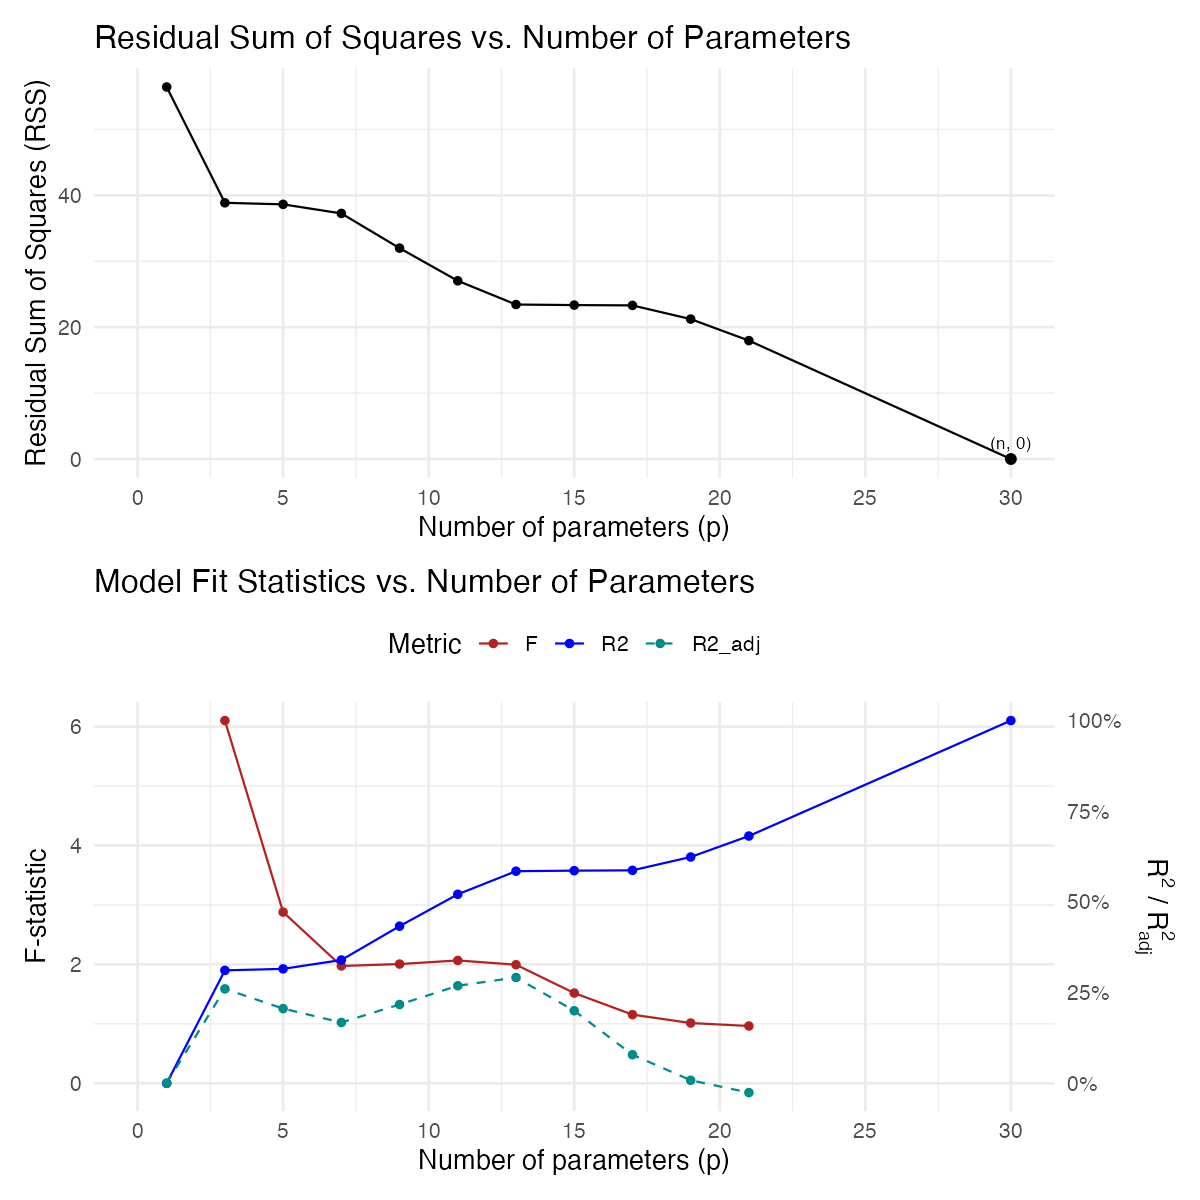 Residual Sum of Squares vs. Number of Parameters
Residual Sum of Squares (RSS)
40
20
0
(n, 0)
0 5 10 15 20 25 30
Number of parameters (p)
Model Fit Statistics vs. Number of Parameters
Metric F R2 R2_adj
F-statistic
6
4
2
0
100%
75%
50%
25%
0%
R² / R²adj
0 5 10 15 20 25 30
Number of parameters (p)